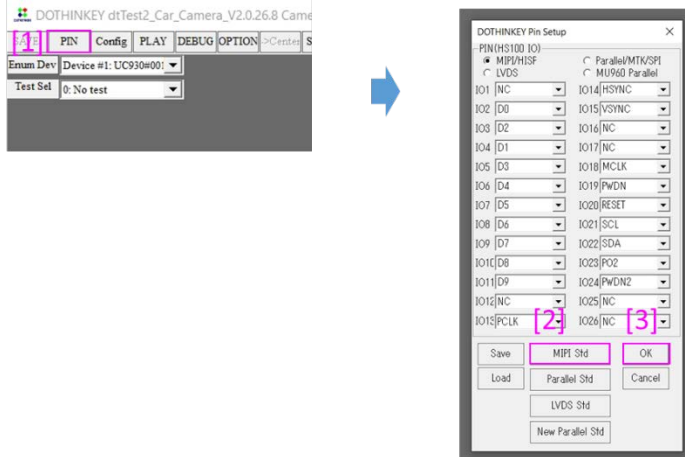 DOTHINKEY dtTest2_Car_Camera_V2.0.26.8 Came
[1]
SAVE PIN Config PLAY DEBUG OPTION >Center S
Enum Dev Device #1: UC930#001
Test Sel 0: No test
DOTHINKEY Pin Setup
PIN(HS100 IO)
MIPI/HISF Parallel/MTK/SPI
LVDS MU960 Parallel
IO1 NC IO14 HSYNC
IO2 D0 IO15 VSYNC
IO3 D2 IO16 NC
IO4 D1 IO17 NC
IO5 D3 IO18 MCLK
IO6 D4 IO19 PWDN
IO7 D5 IO20 RESET
IO8 D6 IO21 SCL
IO9 D7 IO22 SDA
IO10 D8 IO23 PO2
IO11 D9 IO24 PWDN2
IO12 NC IO25 NC
IO13 PCLK IO26 NC
[2] [3]
Save MIPI Std OK
Load Parallel Std Cancel
LVDS Std
New Parallel Std